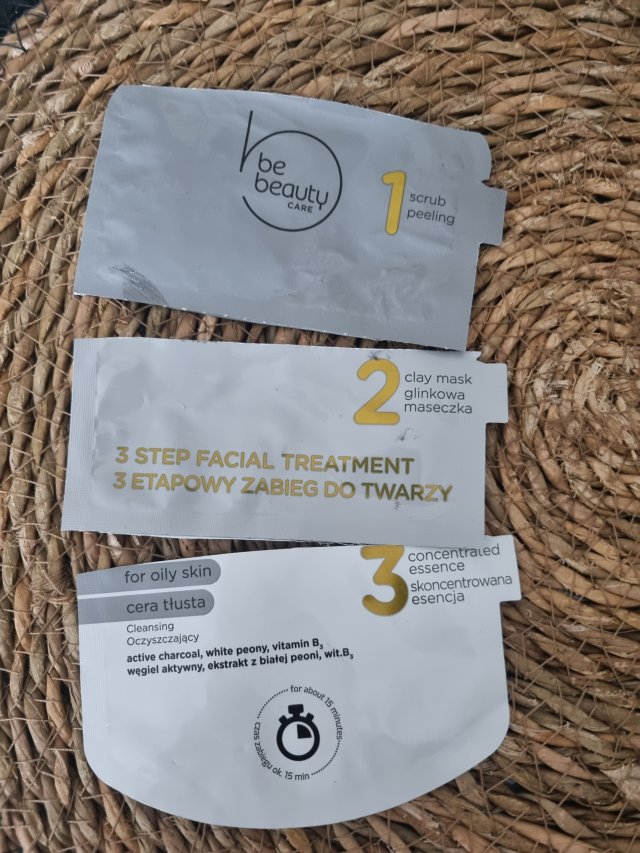 be
beauty
CARE
1
scrub
peeling
2
clay mask
glinkowa
maseczka
3 STEP FACIAL TREATMENT
3 ETAPOWY ZABIEG DO TWARZY
3
concentrated
essence
skoncentrowana
esencja
for oily skin
cera tłusta
Cleansing
Oczyszczający
active charcoal, white peony, vitamin B₃
węgiel aktywny, ekstrakt z białej peoni, wit.B₃
for about 15 minutes
czas zabiegu ok. 15 min